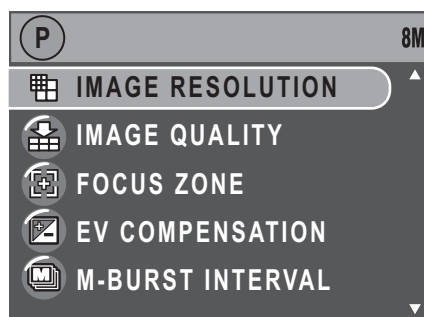 P 8M
IMAGE RESOLUTION
IMAGE QUALITY
FOCUS ZONE
EV COMPENSATION
M-BURST INTERVAL
M